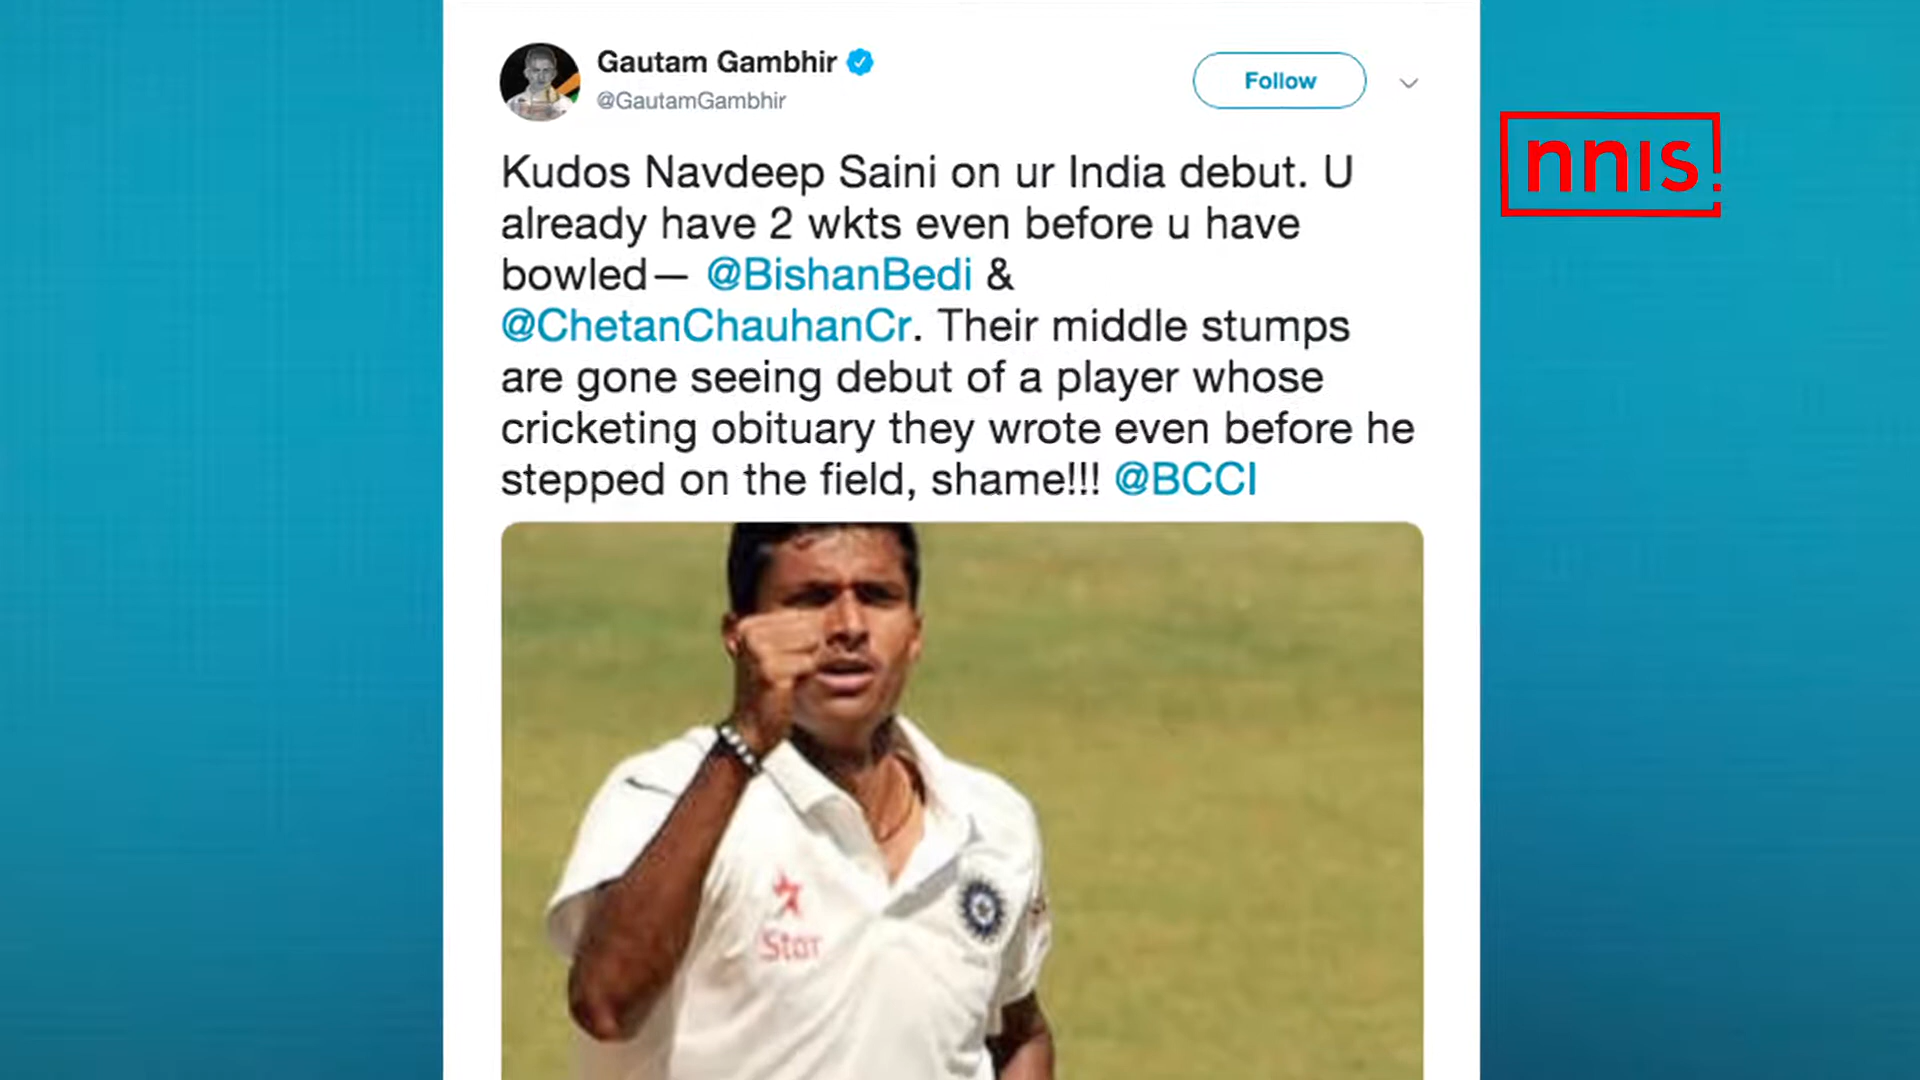 Gautam Gambhir
@GautamGambhir
Follow
nnis!
Kudos Navdeep Saini on ur India debut. U
already have 2 wkts even before u have
bowled— @BishanBedi &
@ChetanChauhanCr. Their middle stumps
are gone seeing debut of a player whose
cricketing obituary they wrote even before he
stepped on the field, shame!!! @BCCI
Star